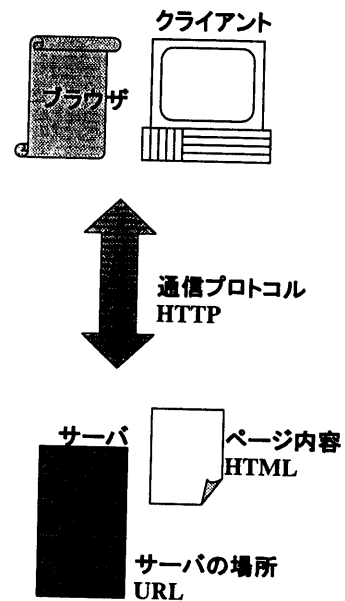 クライアント
ブラウザ
通信プロトコル
HTTP
サーバ
ページ内容
HTML
サーバの場所
URL